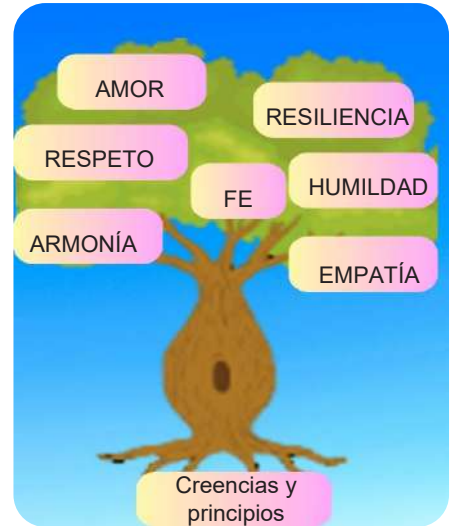 AMOR
RESILIENCIA
RESPETO
FE
HUMILDAD
ARMONÍA
EMPATÍA
Creencias y
principios